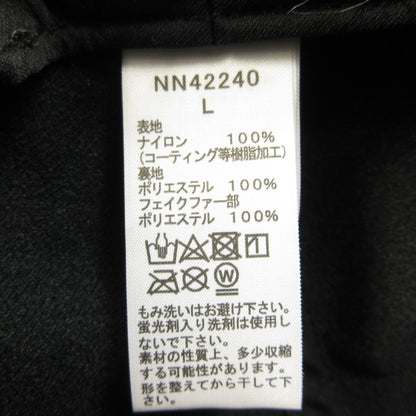 NN42240
L
表地
ナイロン 100%
(コーティング等樹脂加工)
裏地
ポリエステル 100%
フェイクファー部
ポリエステル 100%
W
もみ洗いはお避け下さい。
蛍光剤入り洗剤は使用し
ないで下さい。
素材の性質上、多少収縮
する可能性があります。
形を整えてから干して下さい。